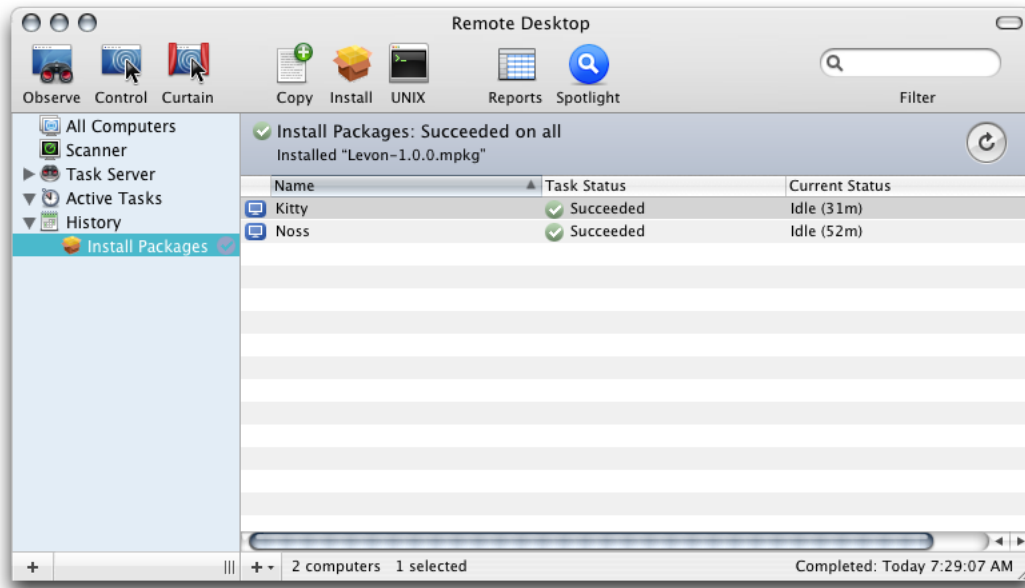 Remote Desktop
Observe Control Curtain Copy Install UNIX Reports Spotlight Filter
All Computers
Scanner
Task Server
Active Tasks
History
Install Packages
Install Packages: Succeeded on all
Installed “Levon-1.0.0.mpkg”
Name Task Status Current Status
Kitty Succeeded Idle (31m)
Noss Succeeded Idle (52m)
2 computers 1 selected Completed: Today 7:29:07 AM